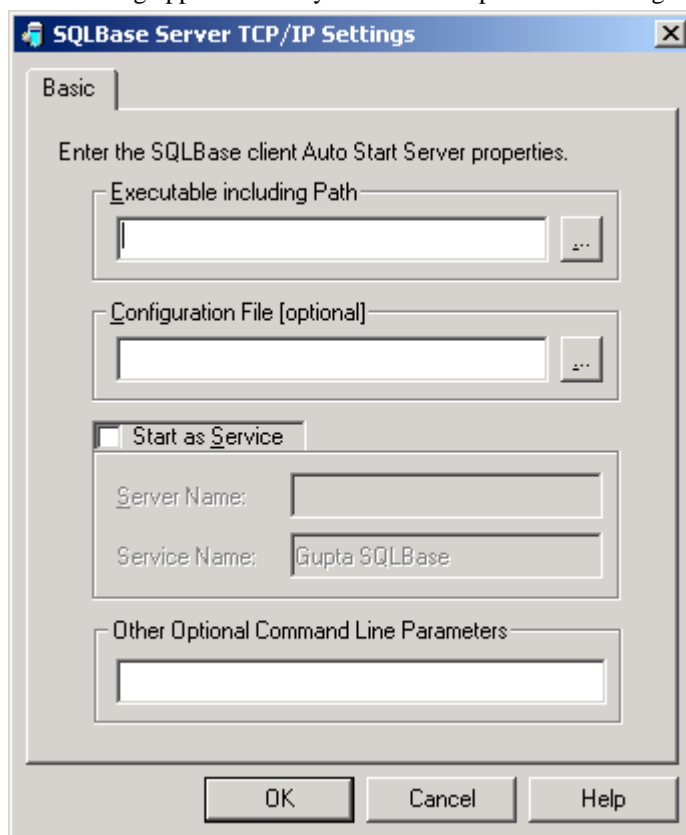 SQLBase Server TCP/IP Settings
Basic
Enter the SQLBase client Auto Start Server properties.
Executable including Path
...
Configuration File [optional]
...
Start as Service
Server Name:
Service Name: Gupta SQLBase
Other Optional Command Line Parameters
OK Cancel Help